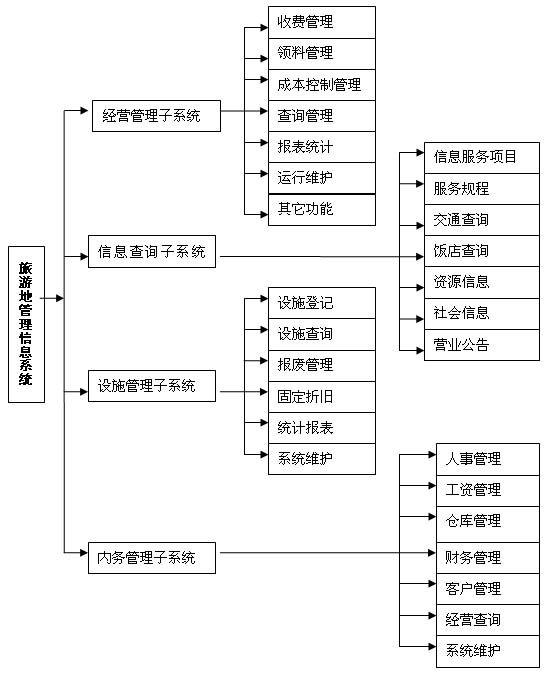 旅游地管理信息系统
经营管理子系统
收费管理
领料管理
成本控制管理
查询管理
报表统计
运行维护
其它功能
信息查询子系统
信息服务项目
服务规程
交通查询
饭店查询
资源信息
社会信息
营业公告
设施管理子系统
设施登记
设施查询
报废管理
固定折旧
统计报表
系统维护
内务管理子系统
人事管理
工资管理
仓库管理
财务管理
客户管理
经营查询
系统维护